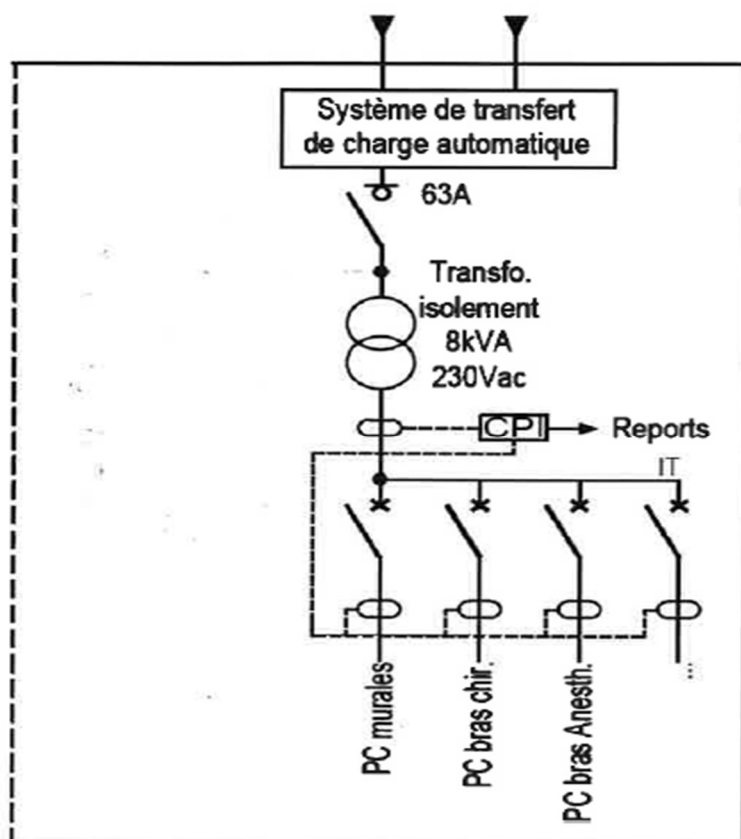 Système de transfert
de charge automatique
63A
Transfo.
isolement
8kVA
230Vac
CPI
Reports
IT
PC murales
PC bras chir.
PC bras Anesth.
...